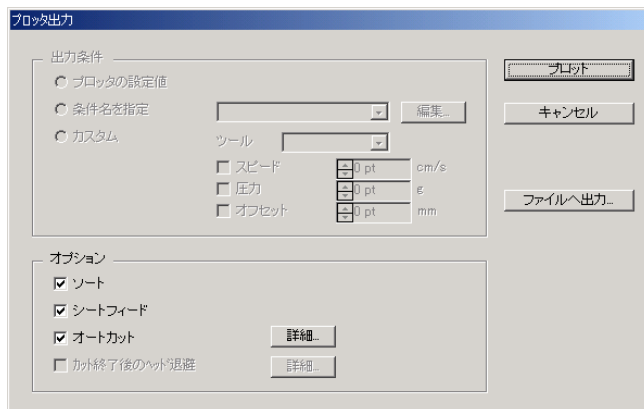 プロッタ出力
出力条件
プロッタの設定値
条件名を指定
編集...
カスタム
ツール
スピード
0 pt
cm/s
圧力
0 pt
g
オフセット
0 pt
mm
プロット
キャンセル
ファイルへ出力...
オプション
ソート
シートフィード
オートカット
詳細...
カット終了後のヘッド退避
詳細...